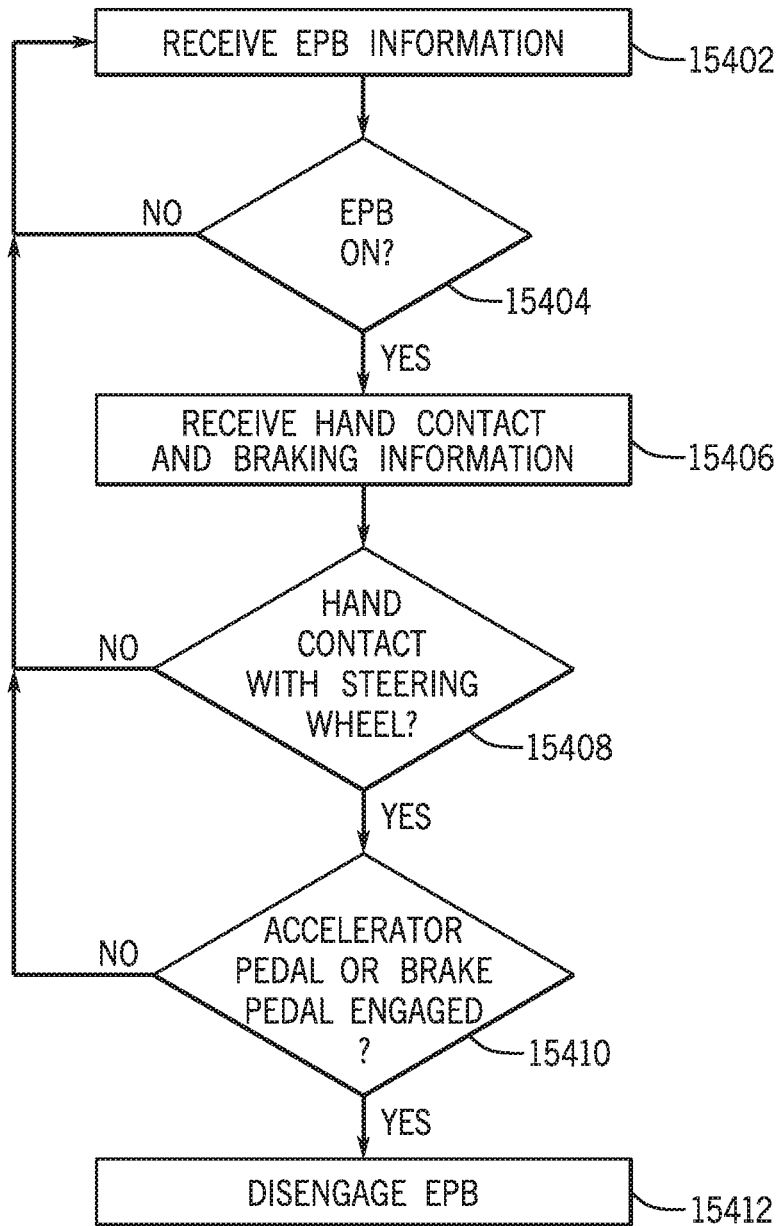 RECEIVE EPB INFORMATION
15402
EPB
ON?
NO
15404
YES
RECEIVE HAND CONTACT
AND BRAKING INFORMATION
15406
HAND
CONTACT
WITH STEERING
WHEEL?
NO
15408
YES
ACCELERATOR
PEDAL OR BRAKE
PEDAL ENGAGED
?
NO
15410
YES
DISENGAGE EPB
15412